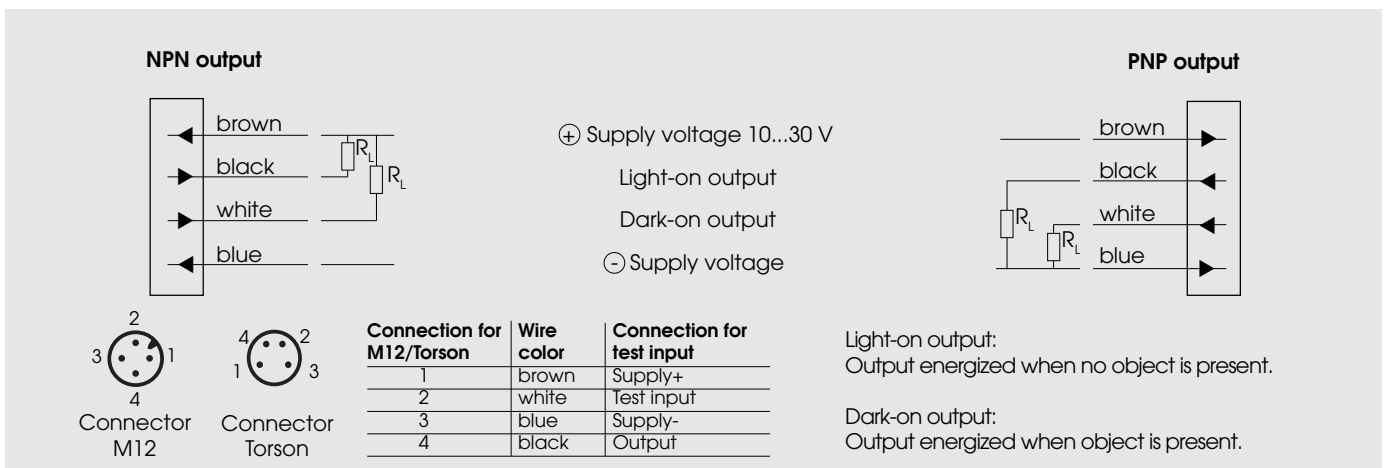 NPN output
PNP output
brown
black
white
blue
R_L
R_L
+ Supply voltage 10...30 V
Light-on output
Dark-on output
- Supply voltage
brown
black
white
blue
R_L
R_L
2
3
1
4
Connector
M12
4
2
1
3
Connector
Torson
Connection for M12/Torson | Wire color | Connection for test input
1 brown Supply+
2 white Test input
3 blue Supply-
4 black Output
Light-on output:
Output energized when no object is present.
Dark-on output:
Output energized when object is present.